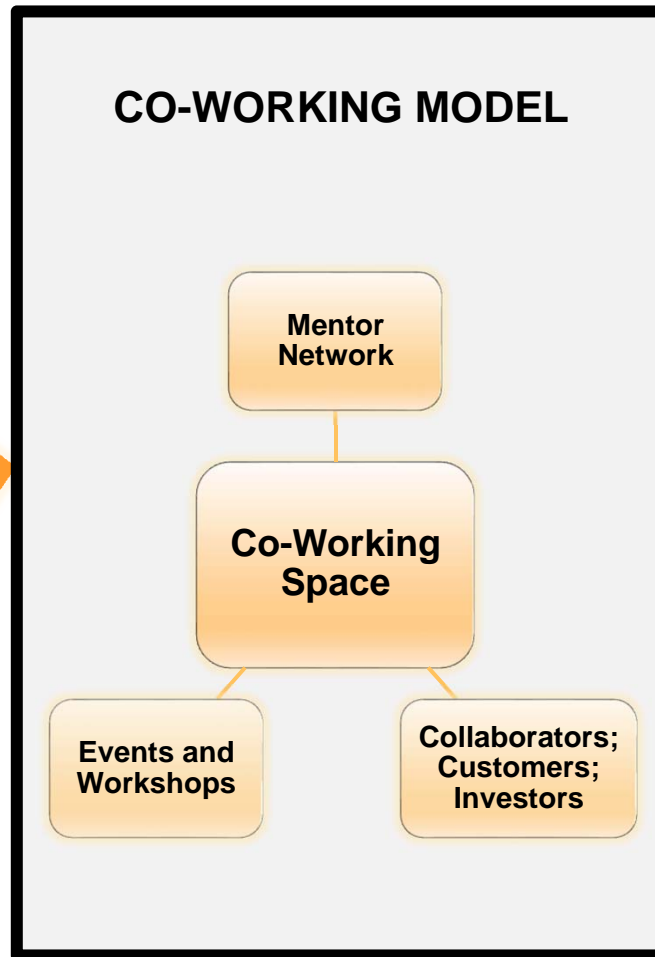 CO-WORKING MODEL
Mentor
Network
Co-Working
Space
Events and
Workshops
Collaborators;
Customers;
Investors